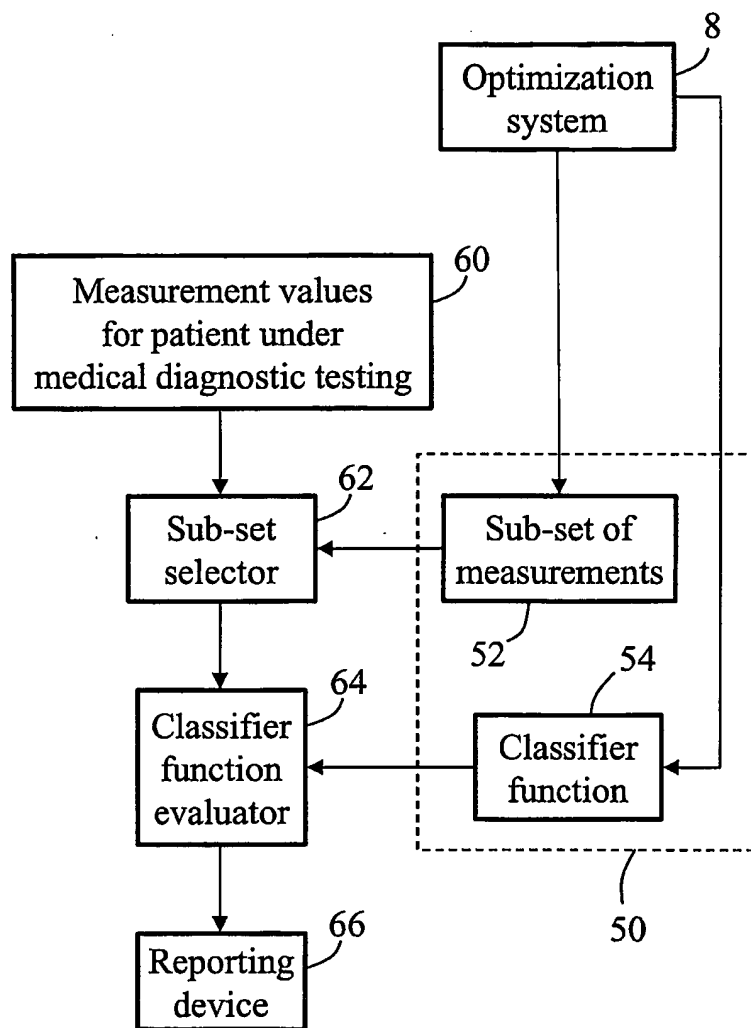 8
Optimization
system
60
Measurement values
for patient under
medical diagnostic testing
62
Sub-set
selector
Sub-set of
measurements
52
54
64
Classifier
function
evaluator
Classifier
function
50
66
Reporting
device